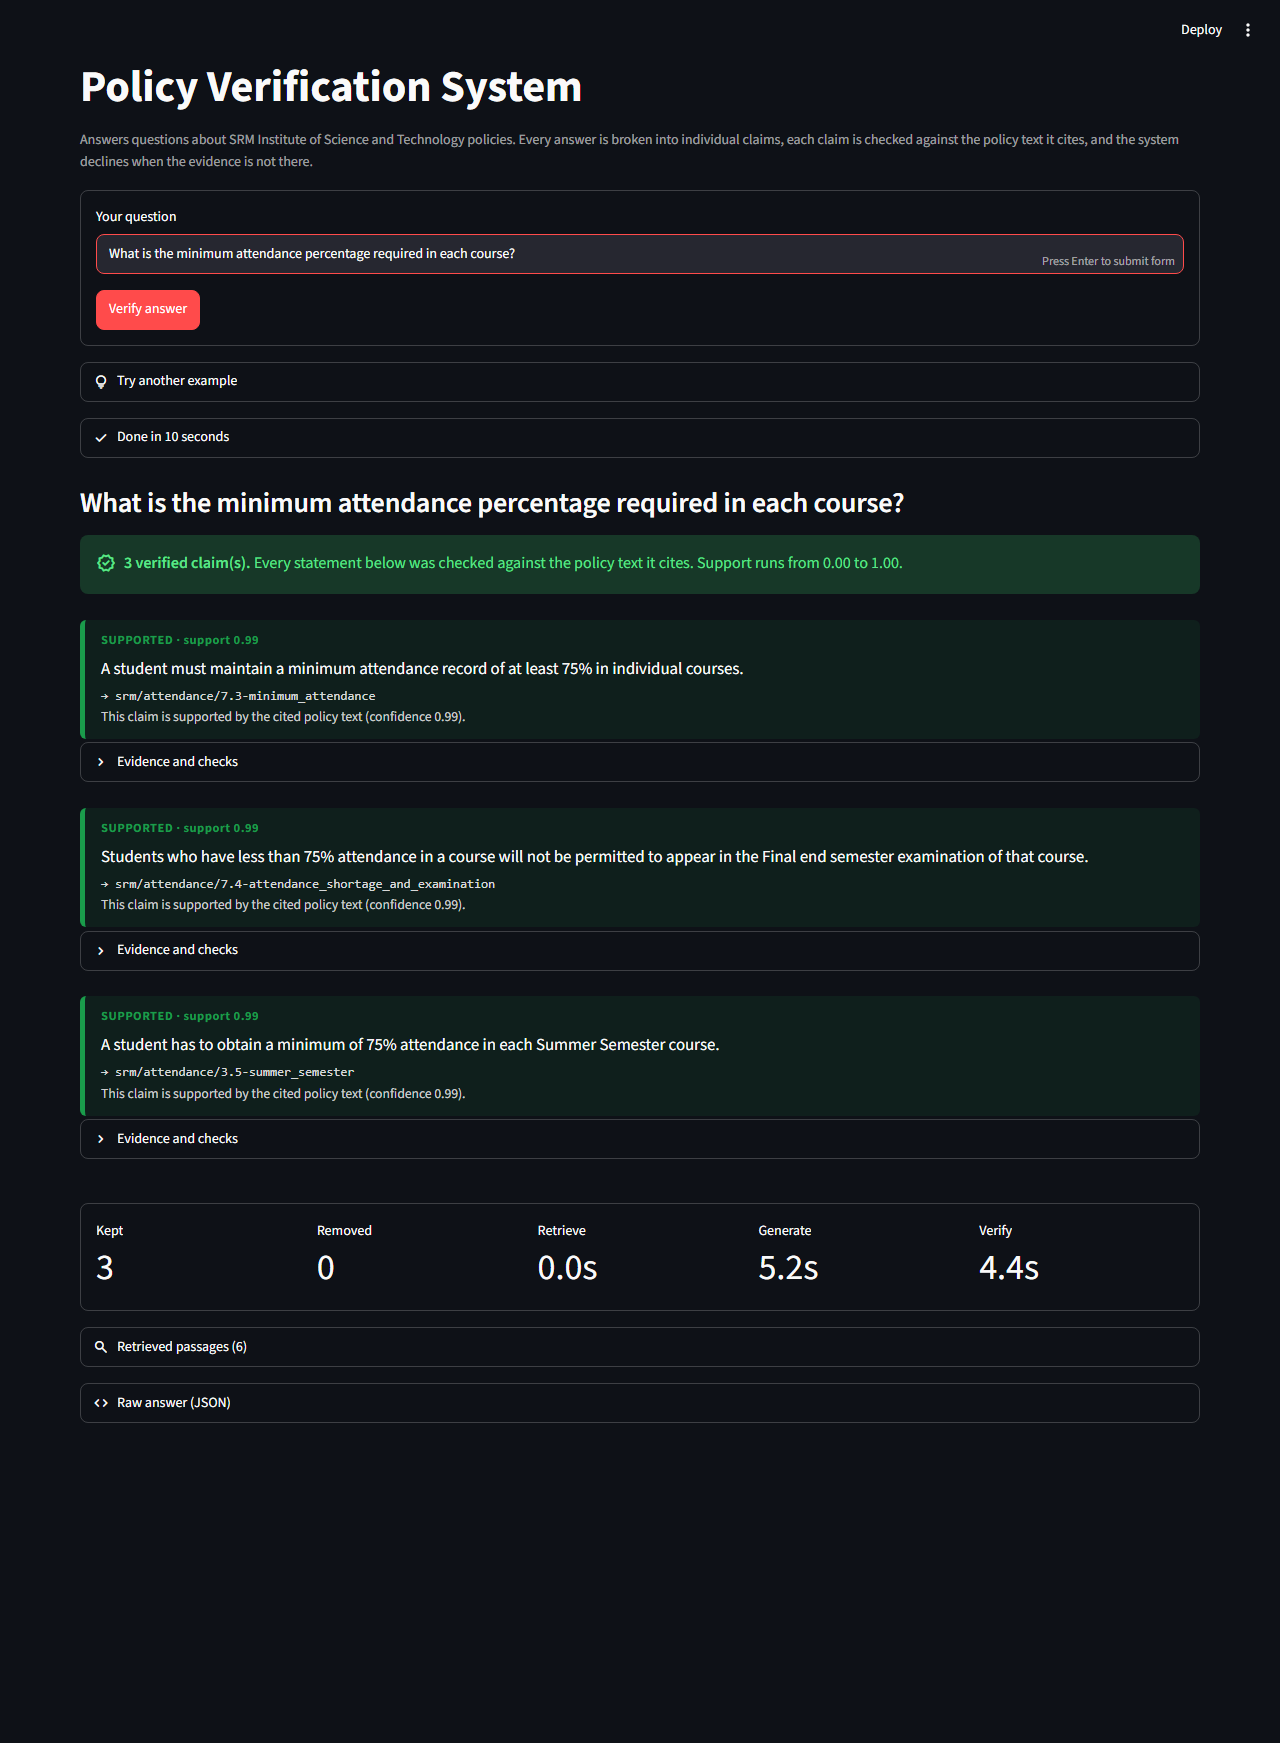 Deploy
Policy Verification System
Answers questions about SRM Institute of Science and Technology policies. Every answer is broken into individual claims, each claim is checked against the policy text it cites, and the system
declines when the evidence is not there.
Your question
What is the minimum attendance percentage required in each course?
Press Enter to submit form
Verify answer
Try another example
Done in 10 seconds
What is the minimum attendance percentage required in each course?
3 verified claim(s). Every statement below was checked against the policy text it cites. Support runs from 0.00 to 1.00.
SUPPORTED · support 0.99
A student must maintain a minimum attendance record of at least 75% in individual courses.
→ srm/attendance/7.3-minimum_attendance
This claim is supported by the cited policy text (confidence 0.99).
Evidence and checks
SUPPORTED · support 0.99
Students who have less than 75% attendance in a course will not be permitted to appear in the Final end semester examination of that course.
→ srm/attendance/7.4-attendance_shortage_and_examination
This claim is supported by the cited policy text (confidence 0.99).
Evidence and checks
SUPPORTED · support 0.99
A student has to obtain a minimum of 75% attendance in each Summer Semester course.
→ srm/attendance/3.5-summer_semester
This claim is supported by the cited policy text (confidence 0.99).
Evidence and checks
Kept Removed Retrieve Generate Verify
3 0 0.0s 5.2s 4.4s
Retrieved passages (6)
Raw answer (JSON)